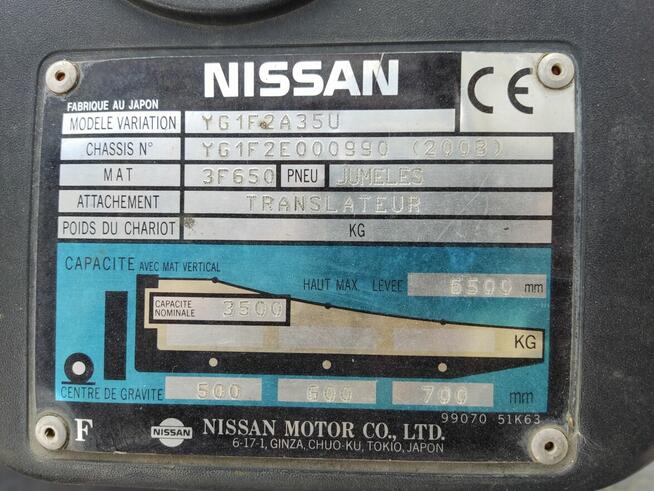 NISSAN
CE
FABRIQUE AU JAPON
MODELE VARIATION YG1F2A35U
CHASSIS N° YG1F2E000990 (2008)
MAT 3F650 PNEU JUMELES
ATTACHEMENT TRANSLATEUR
POIDS DU CHARIOT KG
CAPACITE AVEC MAT VERTICAL
HAUT MAX. LEVEE 6500 mm
CAPACITE NOMINALE 3500
KG
CENTRE DE GRAVITE 500 600 700 mm
99070 51K63
F NISSAN NISSAN MOTOR CO., LTD.
6-17-1, GINZA, CHUO-KU, TOKIO, JAPON